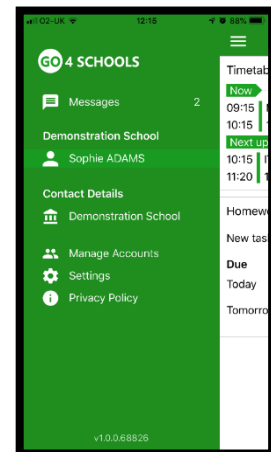 O2-UK 12:15 88%
GO 4 SCHOOLS
Messages 2
Demonstration School
Sophie ADAMS
Contact Details
Demonstration School
Manage Accounts
Settings
Privacy Policy
v1.0.0.68826
Timetab
Now
09:15
10:15
Next up
10:15
11:20
Homew
New tas
Due
Today
Tomorro